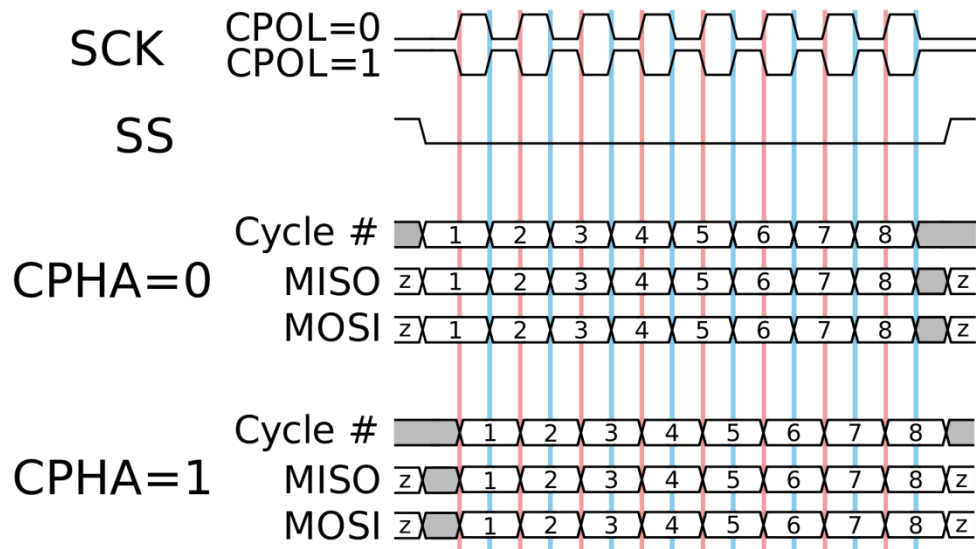 SCK
CPOL=0
CPOL=1
SS
CPHA=0
Cycle # 1 2 3 4 5 6 7 8
MISO z 1 2 3 4 5 6 7 8 z
MOSI z 1 2 3 4 5 6 7 8 z
CPHA=1
Cycle # 1 2 3 4 5 6 7 8
MISO z 1 2 3 4 5 6 7 8 z
MOSI z 1 2 3 4 5 6 7 8 z